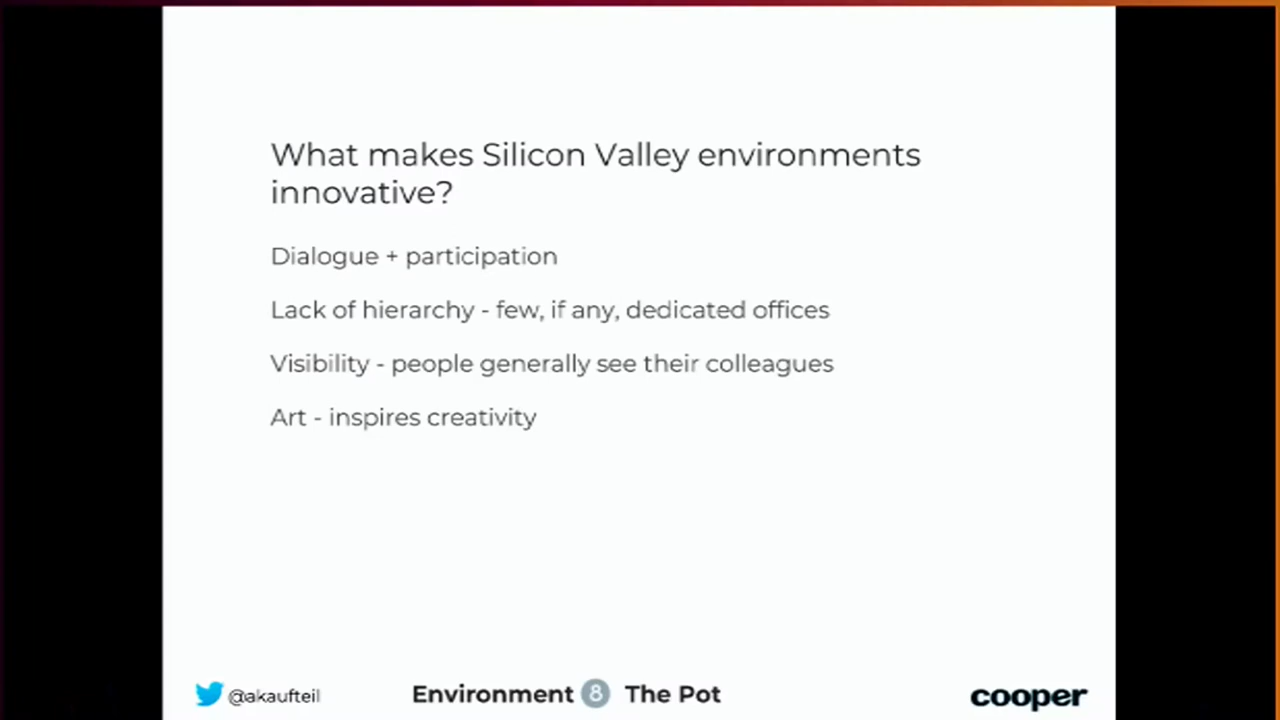 What makes Silicon Valley environments
innovative?
Dialogue + participation
Lack of hierarchy - few, if any, dedicated offices
Visibility - people generally see their colleagues
Art - inspires creativity
@akaufteil
Environment 8 The Pot
cooper